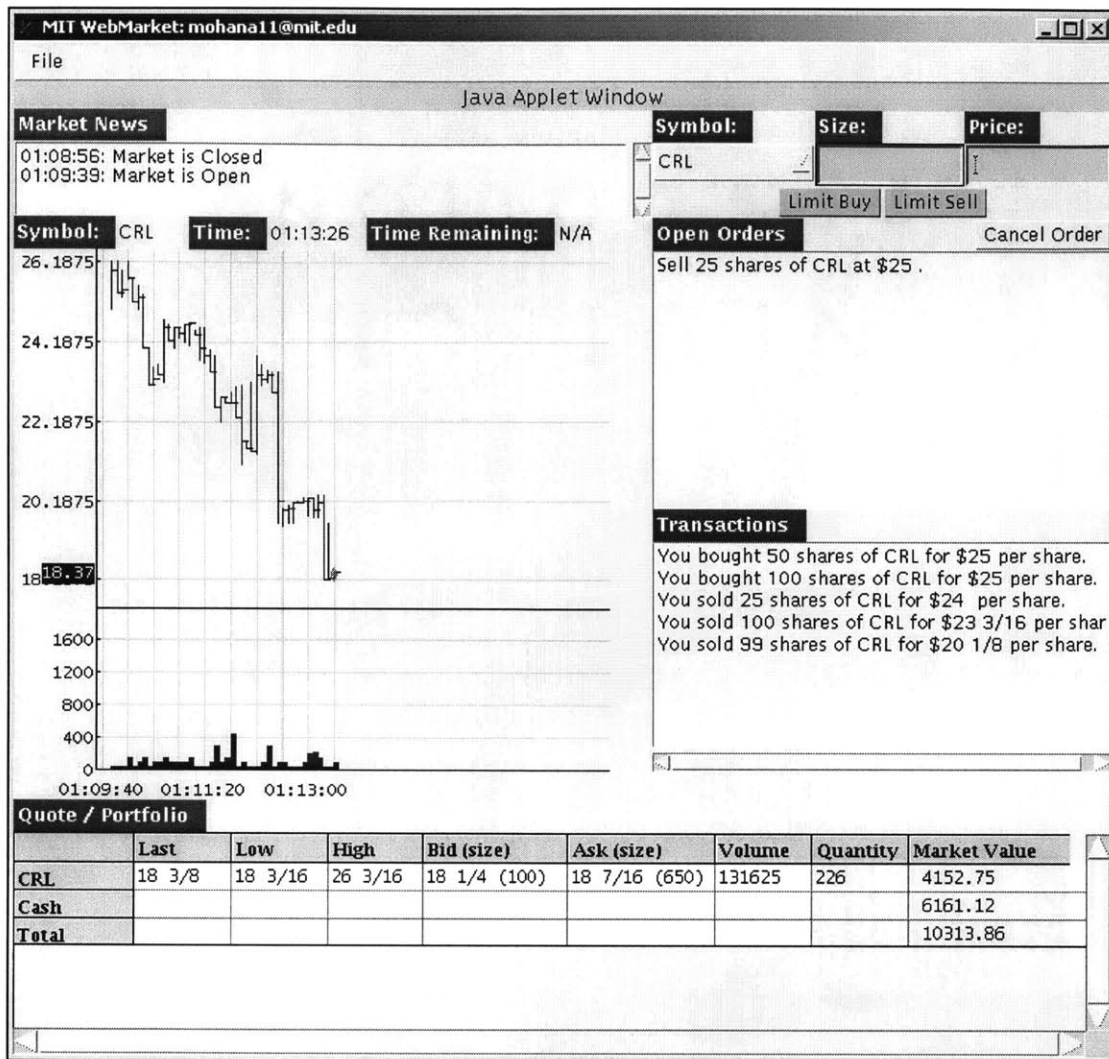 MIT WebMarket: mohana11@mit.edu
File
Java Applet Window
Market News
01:08:56: Market is Closed
01:09:39: Market is Open
Symbol: Size: Price:
CRL
Limit Buy Limit Sell
Symbol: CRL Time: 01:13:26 Time Remaining: N/A
26.1875
24.1875
22.1875
20.1875
18 18.37
1600
1200
800
400
0
01:09:40 01:11:20 01:13:00
Open Orders Cancel Order
Sell 25 shares of CRL at $25 .
Transactions
You bought 50 shares of CRL for $25 per share.
You bought 100 shares of CRL for $25 per share.
You sold 25 shares of CRL for $24 per share.
You sold 100 shares of CRL for $23 3/16 per shar
You sold 99 shares of CRL for $20 1/8 per share.
Quote / Portfolio
Last Low High Bid (size) Ask (size) Volume Quantity Market Value
CRL 18 3/8 18 3/16 26 3/16 18 1/4 (100) 18 7/16 (650) 131625 226 4152.75
Cash 6161.12
Total 10313.86